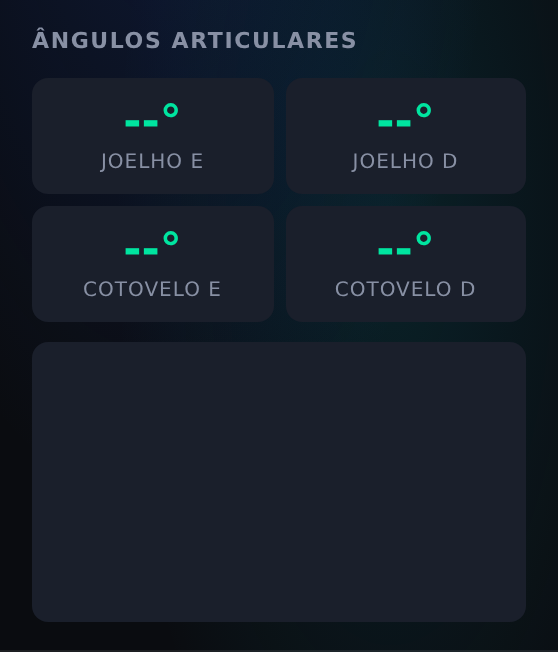 ÂNGULOS ARTICULARES
--°
--°
JOELHO E
JOELHO D
--°
--°
COTOVELO E
COTOVELO D